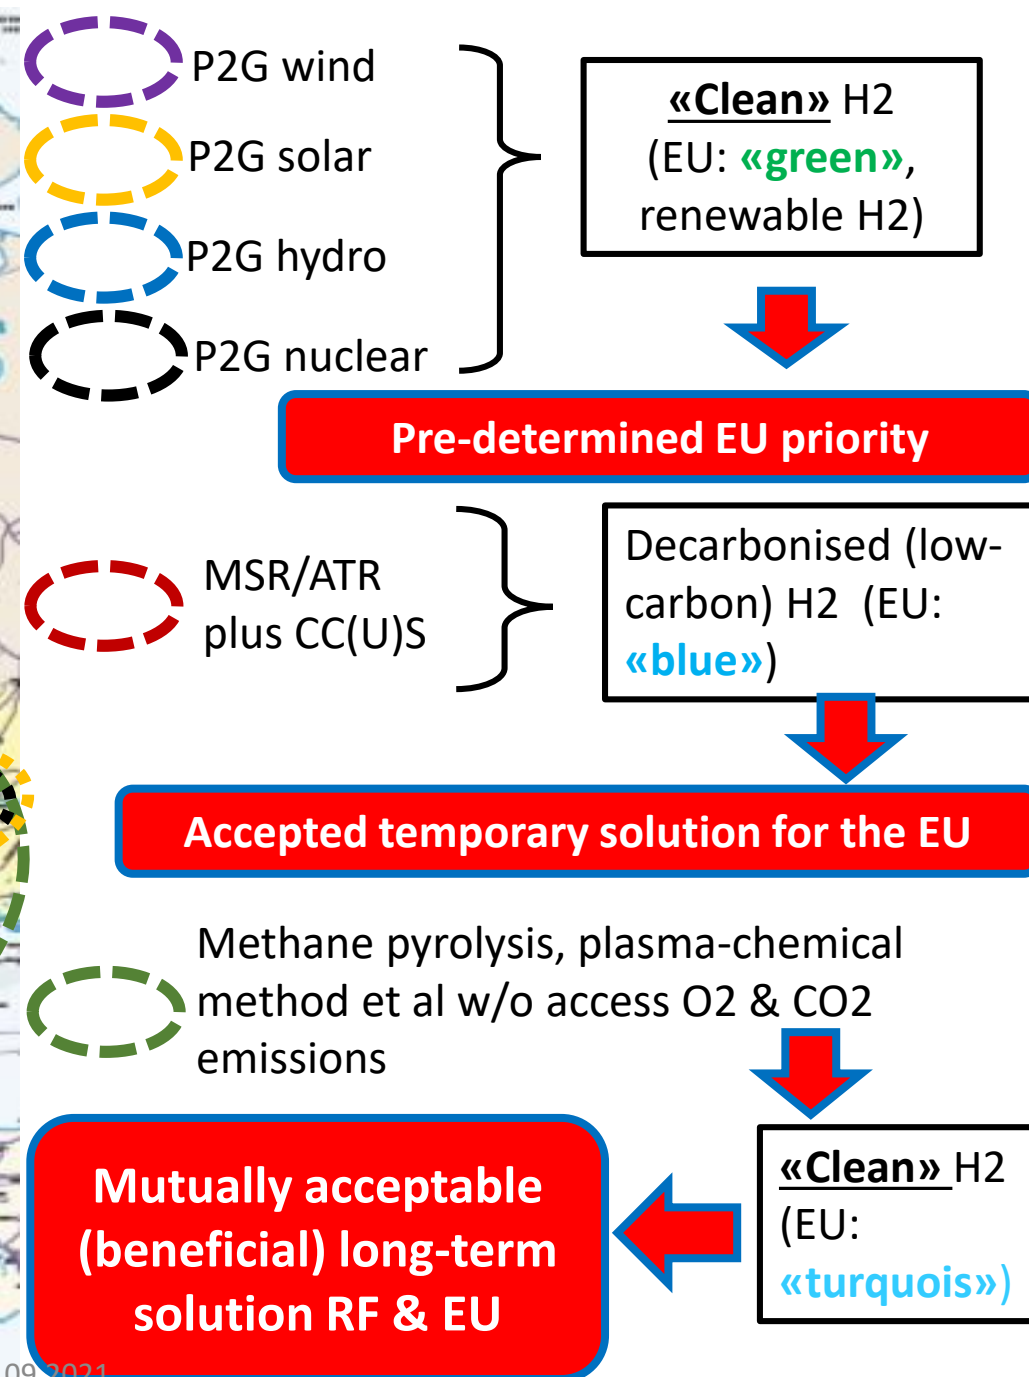 P2G wind
P2G solar
P2G hydro
P2G nuclear
«Clean» H2
(EU: «green»,
renewable H2)
Pre-determined EU priority
MSR/ATR
plus CC(U)S
Decarbonised (low-
carbon) H2 (EU:
«blue»)
Accepted temporary solution for the EU
Methane pyrolysis, plasma-chemical
method et al w/o access O2 & CO2
emissions
«Clean» H2
(EU:
«turquois»)
Mutually acceptable
(beneficial) long-term
solution RF & EU
09.2021